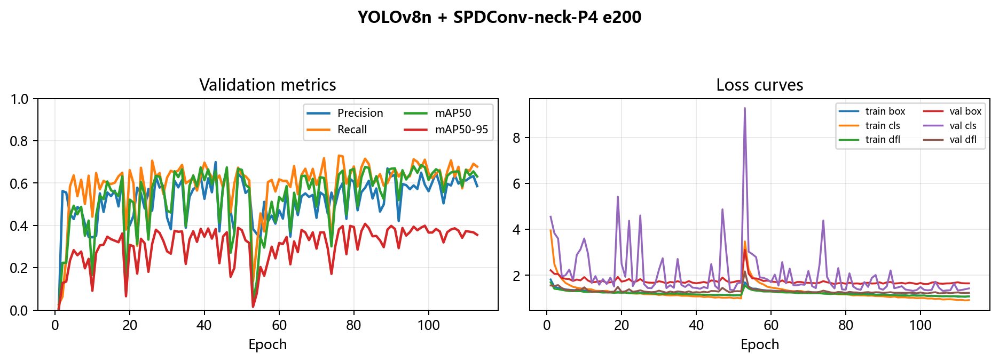 YOLOv8n + SPDConv-neck-P4 e200
Validation metrics
1.0
0.8
0.6
0.4
0.2
0.0
Precision
Recall
mAP50
mAP50-95
0 20 40 60 80 100
Epoch
Loss curves
8
6
4
2
train box
train cls
train dfl
val box
val cls
val dfl
0 20 40 60 80 100
Epoch